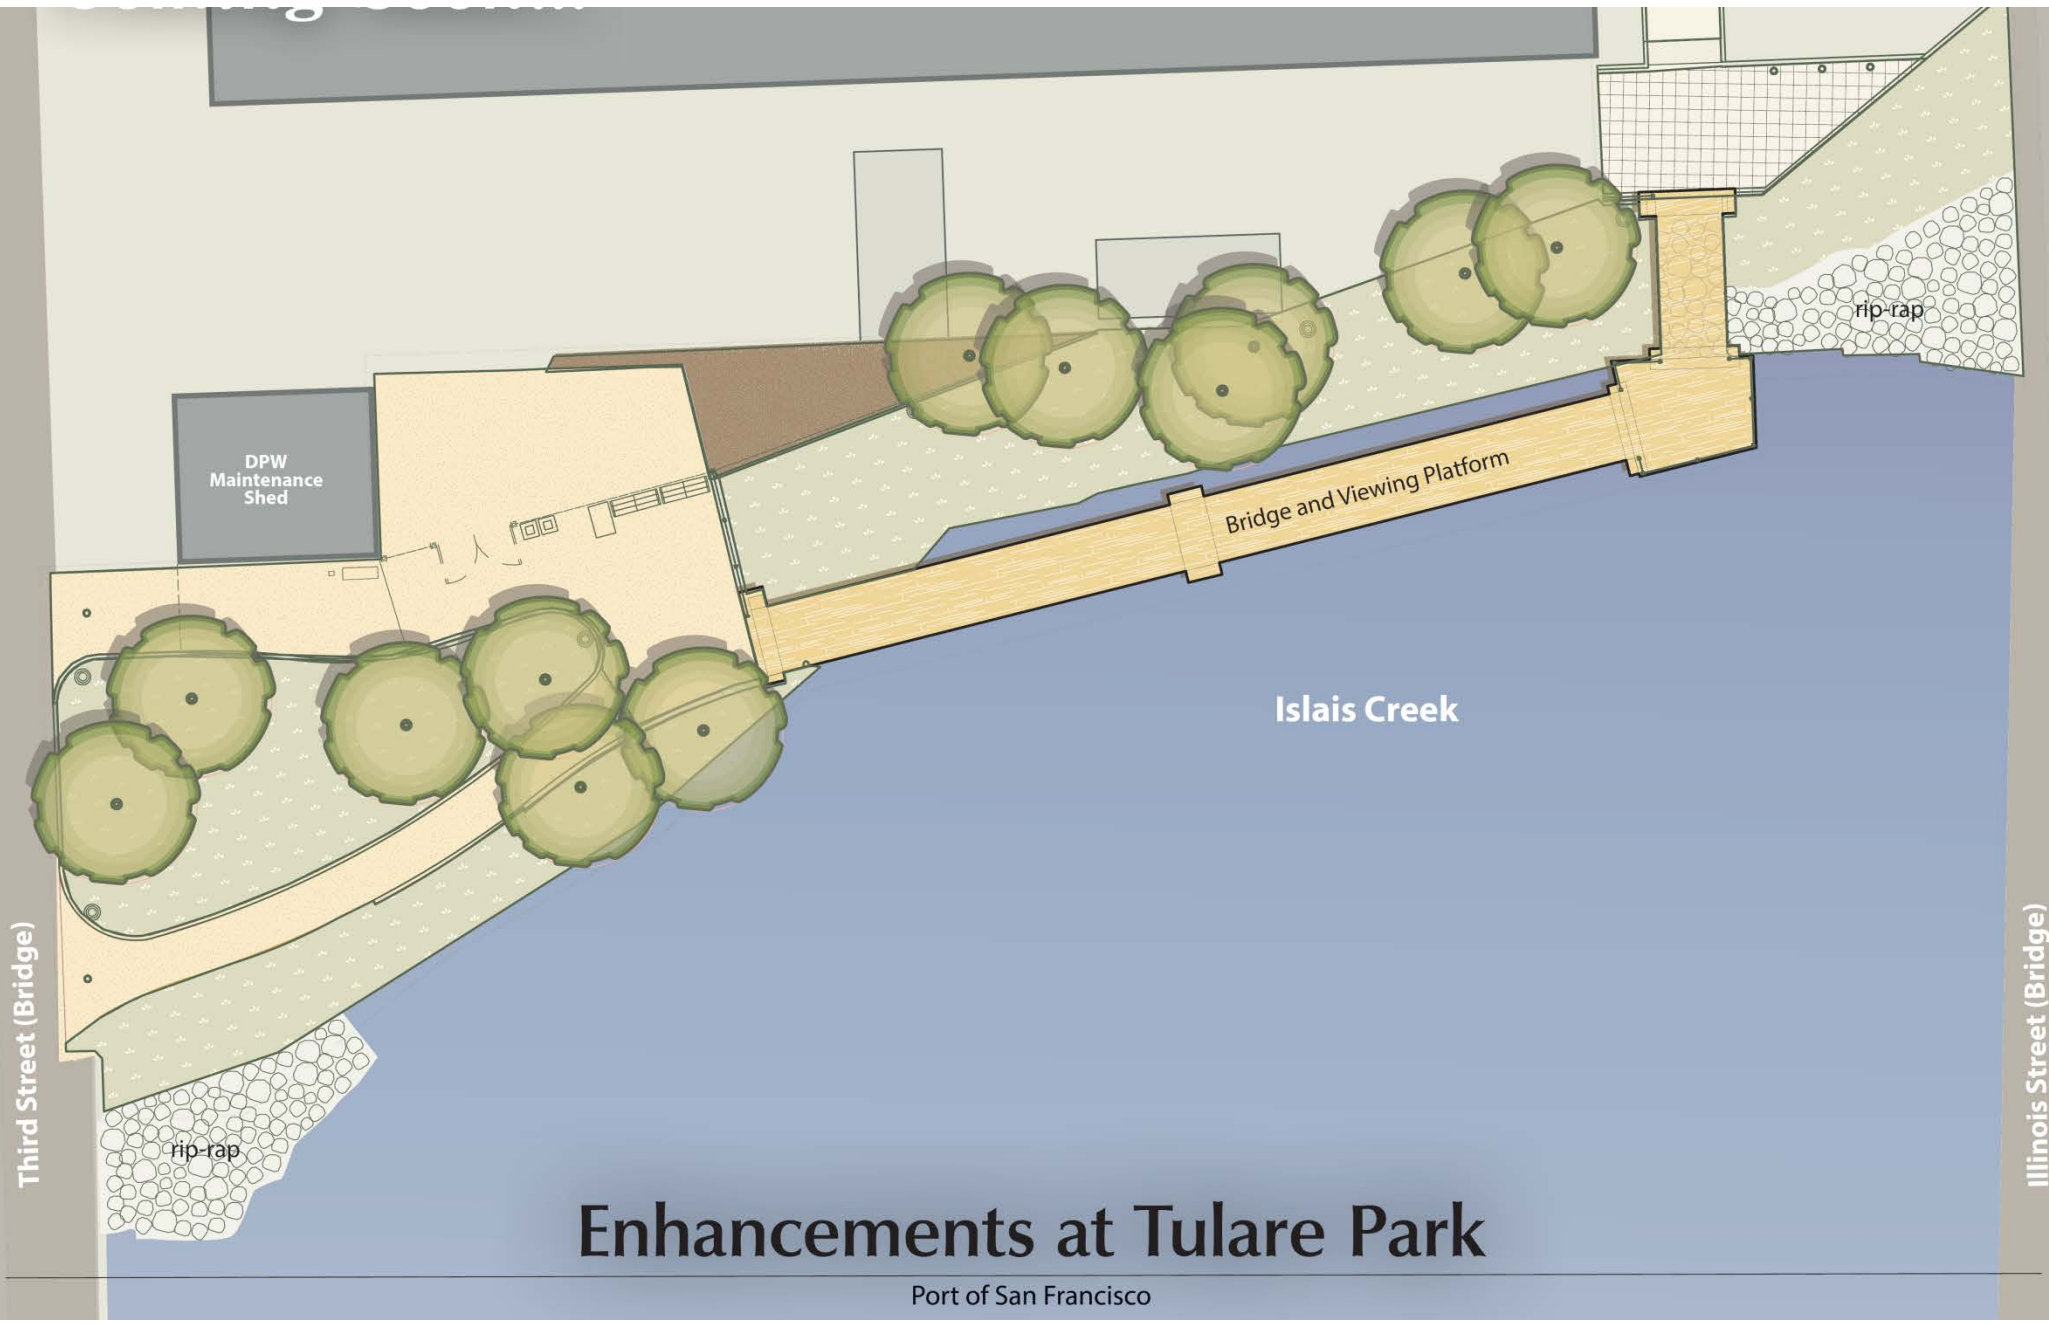 DPW
Maintenance
Shed
rip-rap
Bridge and Viewing Platform
Islais Creek
Third Street (Bridge)
Illinois Street (Bridge)
rip-rap
Enhancements at Tulare Park
Port of San Francisco